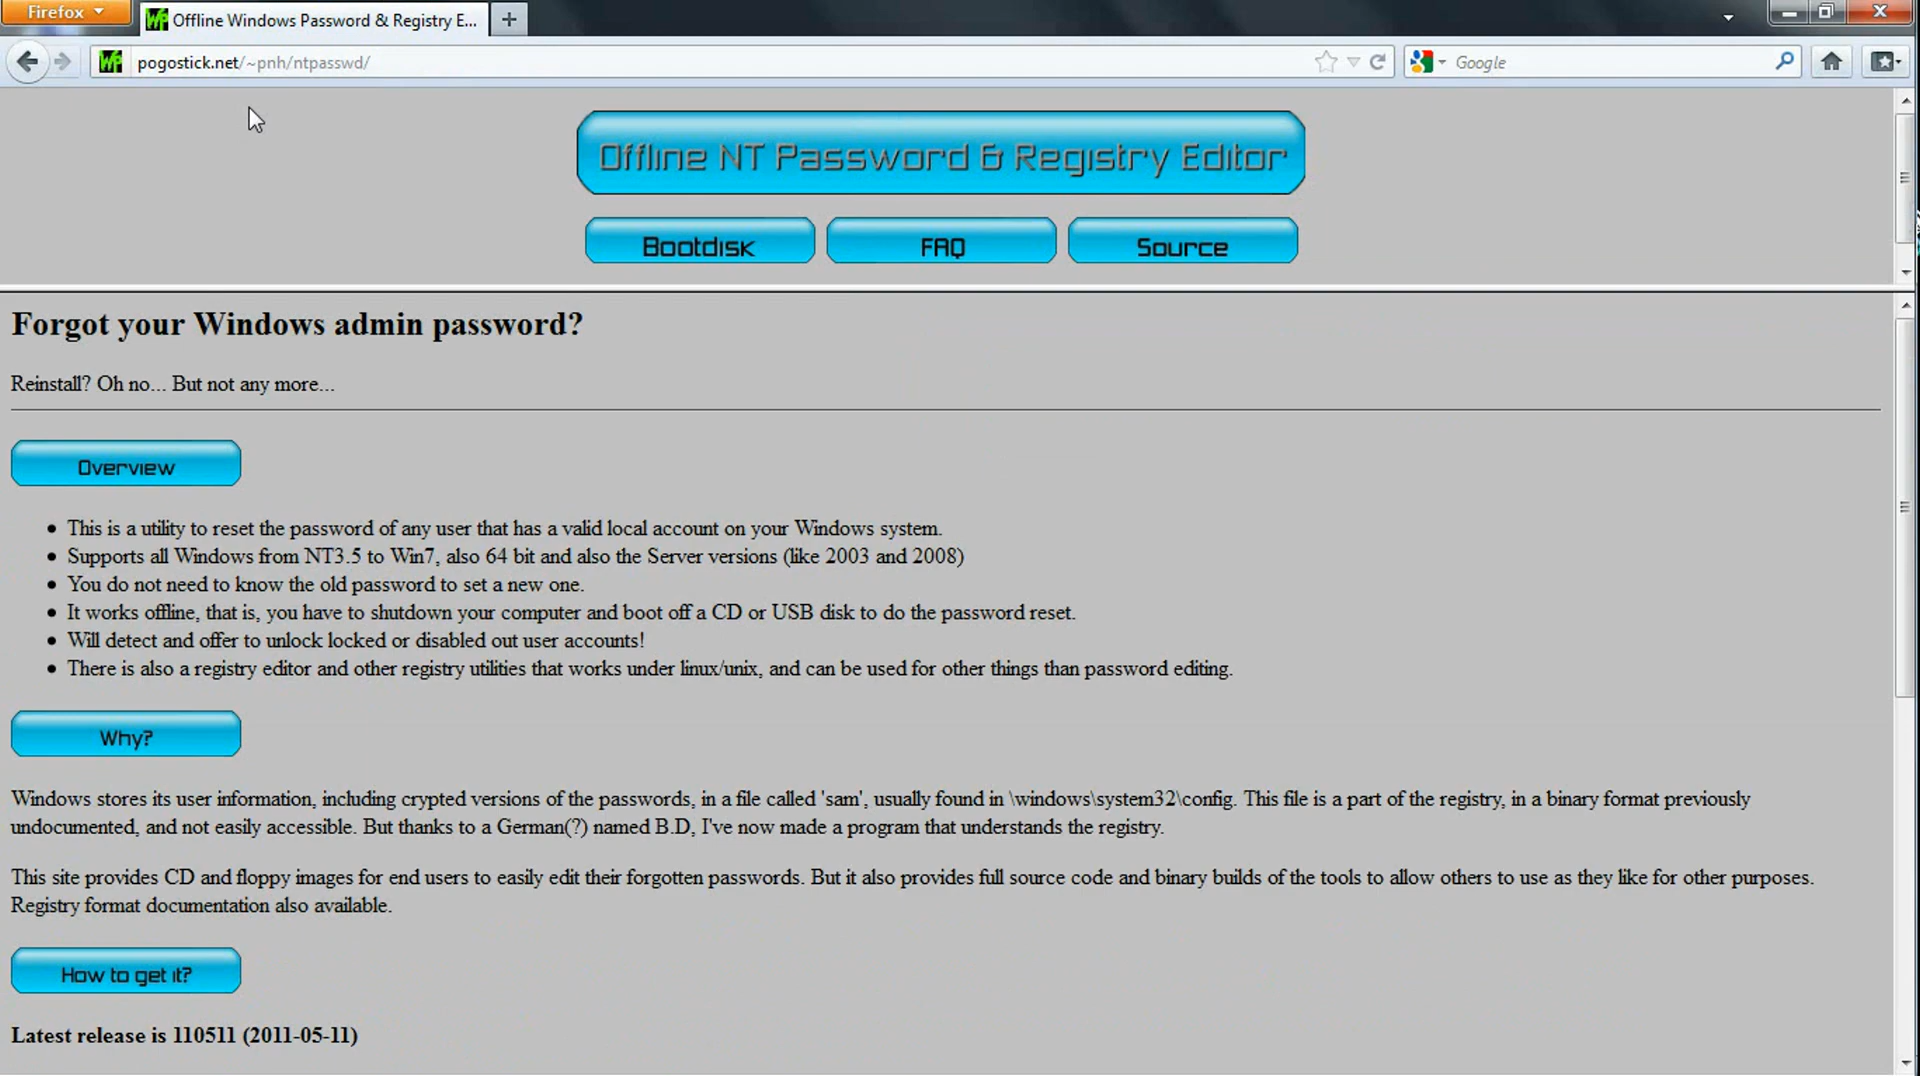 Firefox
Offline Windows Password & Registry E...
pogostick.net/~pnh/ntpasswd/
Google
Offline NT Password & Registry Editor
Bootdisk
FAQ
Source
Forgot your Windows admin password?
Reinstall? Oh no... But not any more...
Overview
This is a utility to reset the password of any user that has a valid local account on your Windows system.
Supports all Windows from NT3.5 to Win7, also 64 bit and also the Server versions (like 2003 and 2008)
You do not need to know the old password to set a new one.
It works offline, that is, you have to shutdown your computer and boot off a CD or USB disk to do the password reset.
Will detect and offer to unlock locked or disabled out user accounts!
There is also a registry editor and other registry utilities that works under linux/unix, and can be used for other things than password editing.
Why?
Windows stores its user information, including crypted versions of the passwords, in a file called 'sam', usually found in \windows\system32\config. This file is a part of the registry, in a binary format previously
undocumented, and not easily accessible. But thanks to a German(?) named B.D, I've now made a program that understands the registry.
This site provides CD and floppy images for end users to easily edit their forgotten passwords. But it also provides full source code and binary builds of the tools to allow others to use as they like for other purposes.
Registry format documentation also available.
How to get it?
Latest release is 110511 (2011-05-11)